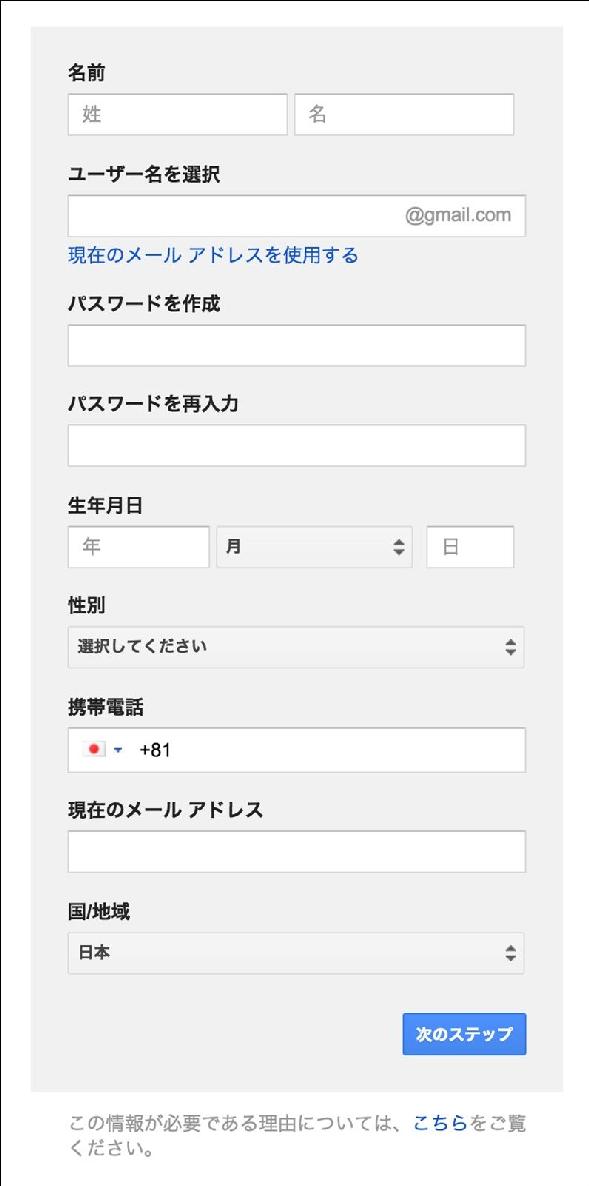 名前
姓 名
ユーザー名を選択
@gmail.com
現在のメール アドレスを使用する
パスワードを作成
パスワードを再入力
生年月日
年 月 日
性別
選択してください
携帯電話
+81
現在のメール アドレス
国/地域
日本
次のステップ
この情報が必要である理由については、こちらをご覧
ください。